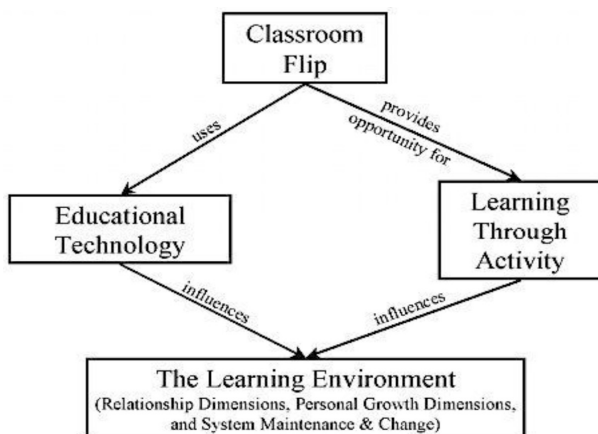 Classroom
Flip
uses
provides
opportunity for
Educational
Technology
Learning
Through
Activity
influences
influences
The Learning Environment
(Relationship Dimensions, Personal Growth Dimensions,
and System Maintenance & Change)